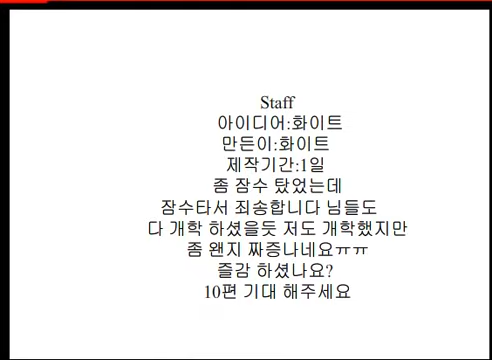 Staff
아이디어:화이트
만든이:화이트
제작기간:1일
좀 잠수 탔었는데
잠수타서 죄송합니다 님들도
다 개학 하셨을듯 저도 개학했지만
좀 왠지 짜증나네요ㅠㅠ
즐감 하셨나요?
10편 기대 해주세요